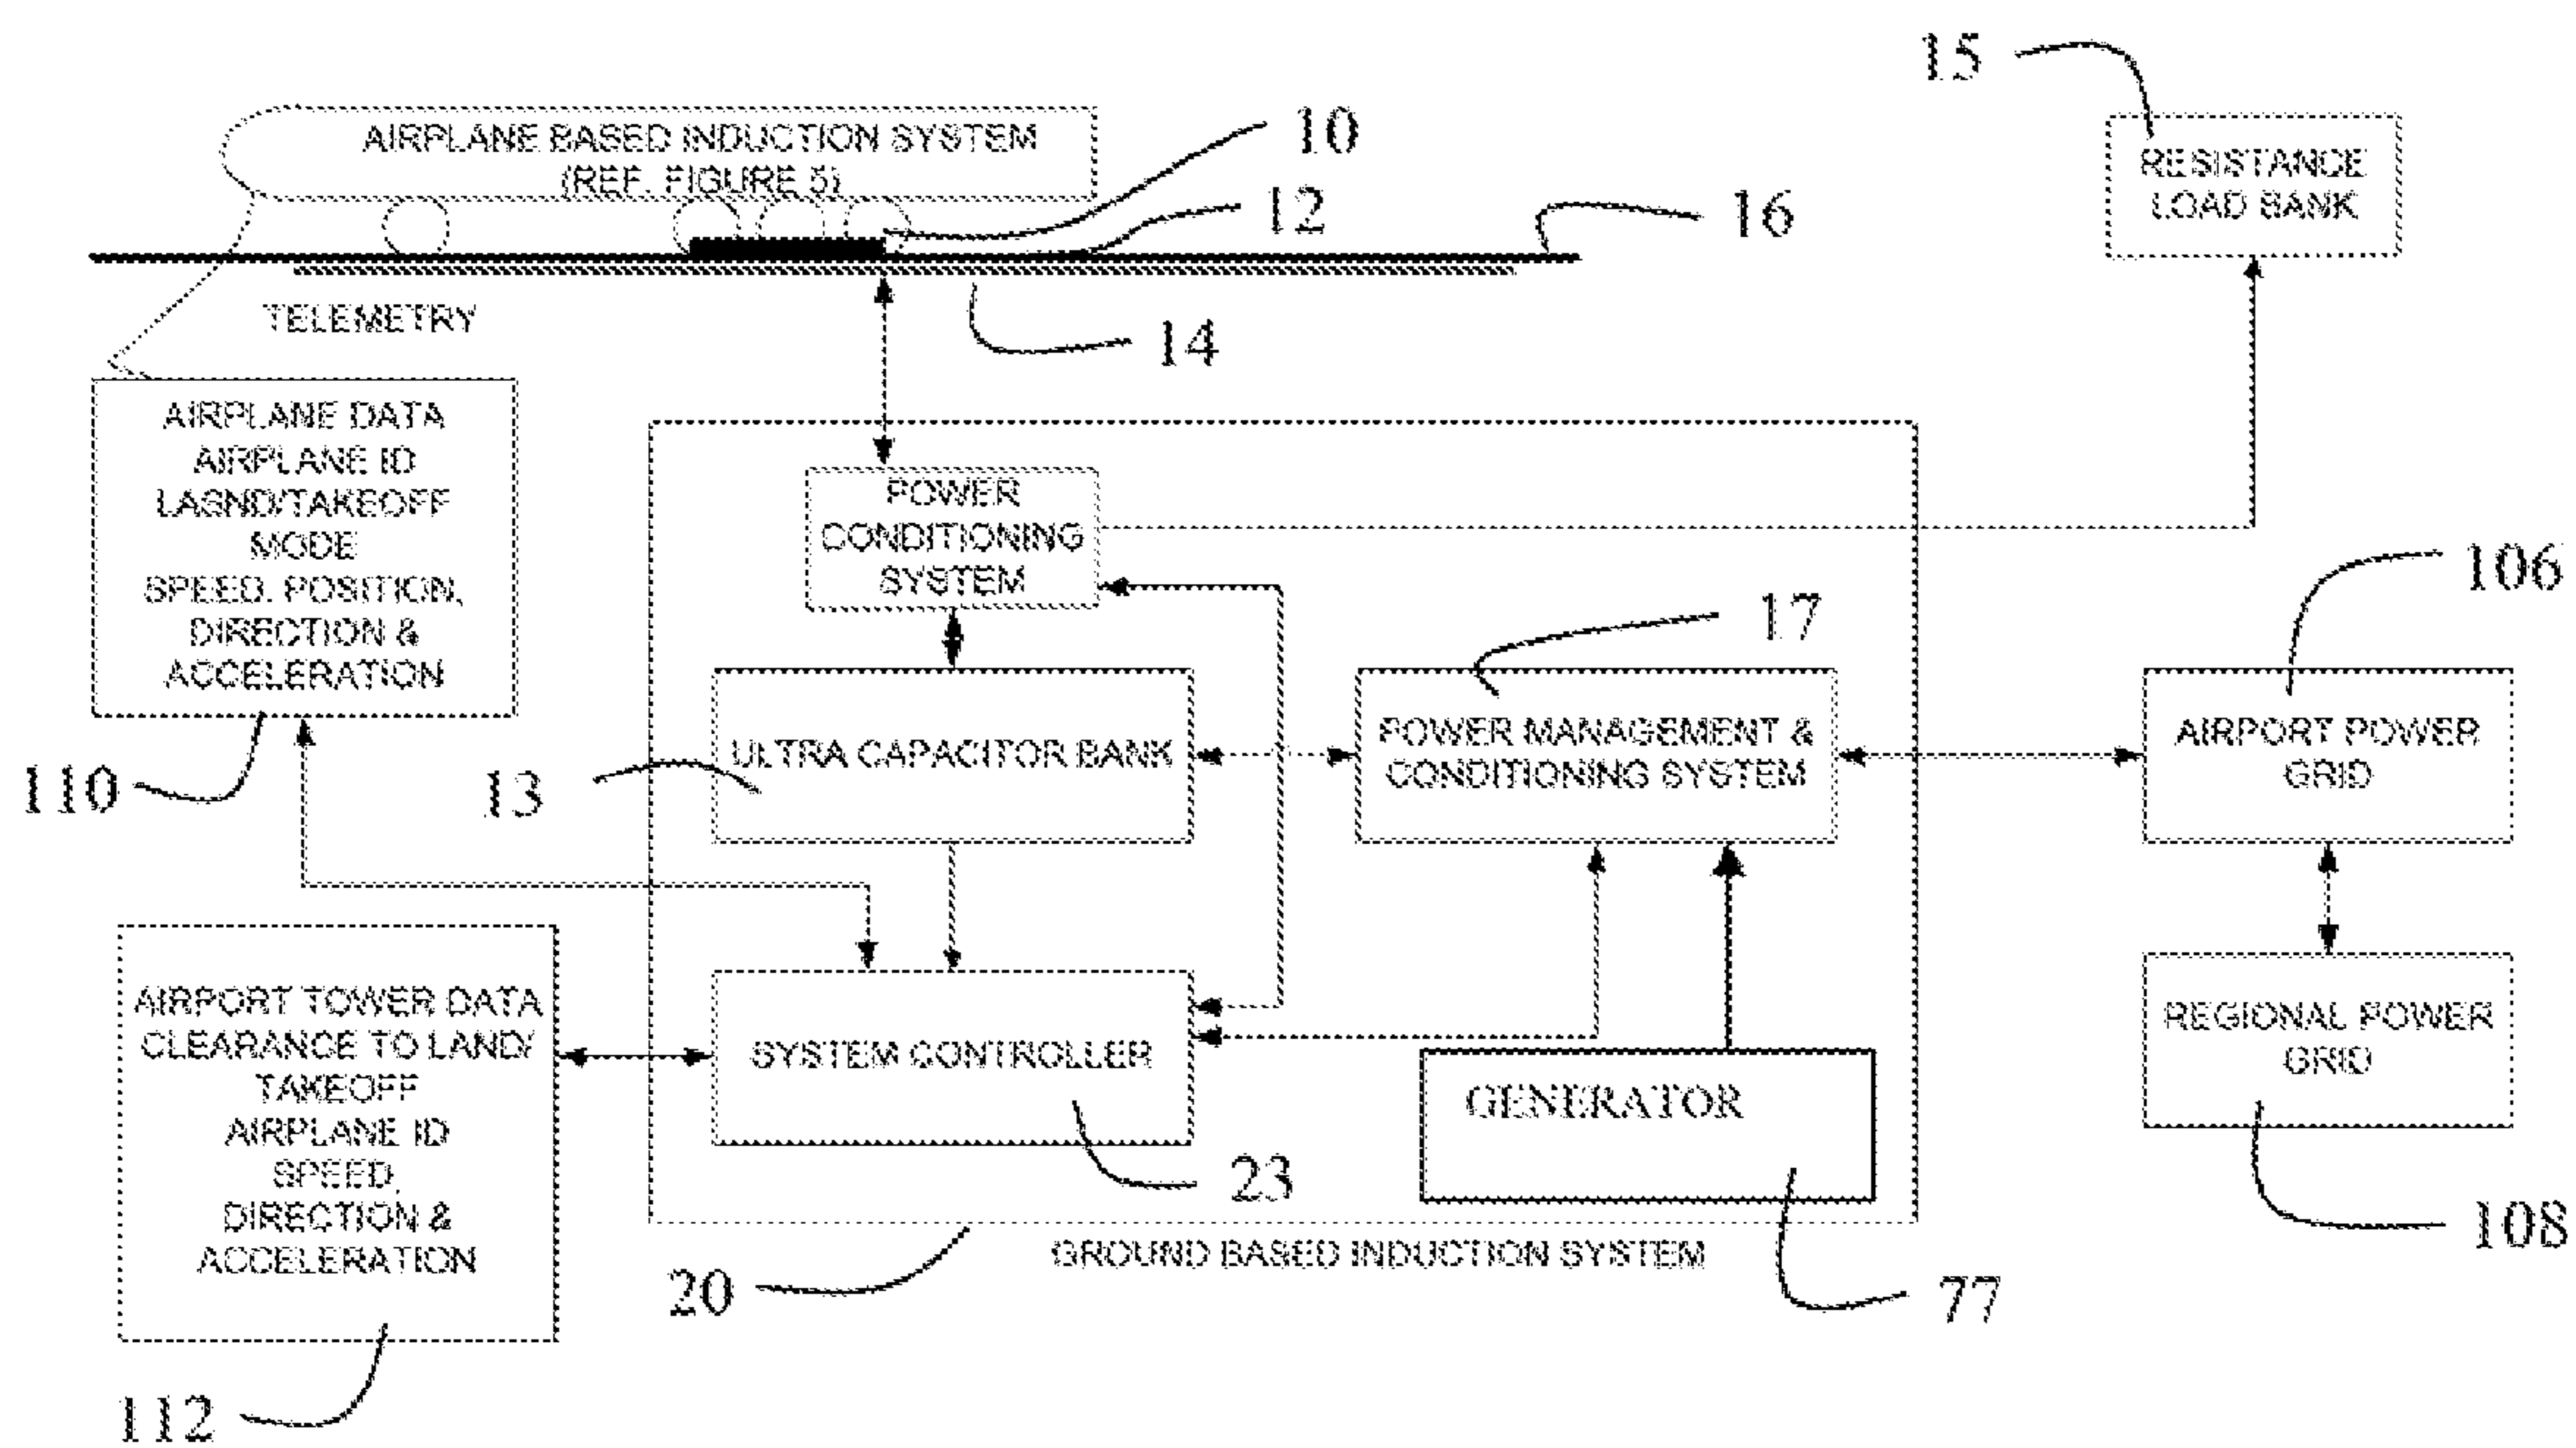 15
AIRPLANE BASED INDUCTION SYSTEM
(REF. FIGURE 5)
10
12
16
RESISTANCE
LOAD BANK
TELEMETRY
14
AIRPLANE DATA
AIRPLANE ID
LASND/TAKEOFF
MODE
SPEED, POSITION,
DIRECTION &
ACCELERATION
110
POWER
CONDITIONING
SYSTEM
106
17
ULTRA CAPACITOR BANK
13
POWER MANAGEMENT &
CONDITIONING SYSTEM
AIRPORT POWER
GRID
AIRPORT TOWER DATA
CLEARANCE TO LAND/
TAKEOFF
AIRPLANE ID
SPEED,
DIRECTION &
ACCELERATION
112
SYSTEM CONTROLLER
23
GENERATOR
77
REGIONAL POWER
GRID
108
20
GROUND BASED INDUCTION SYSTEM